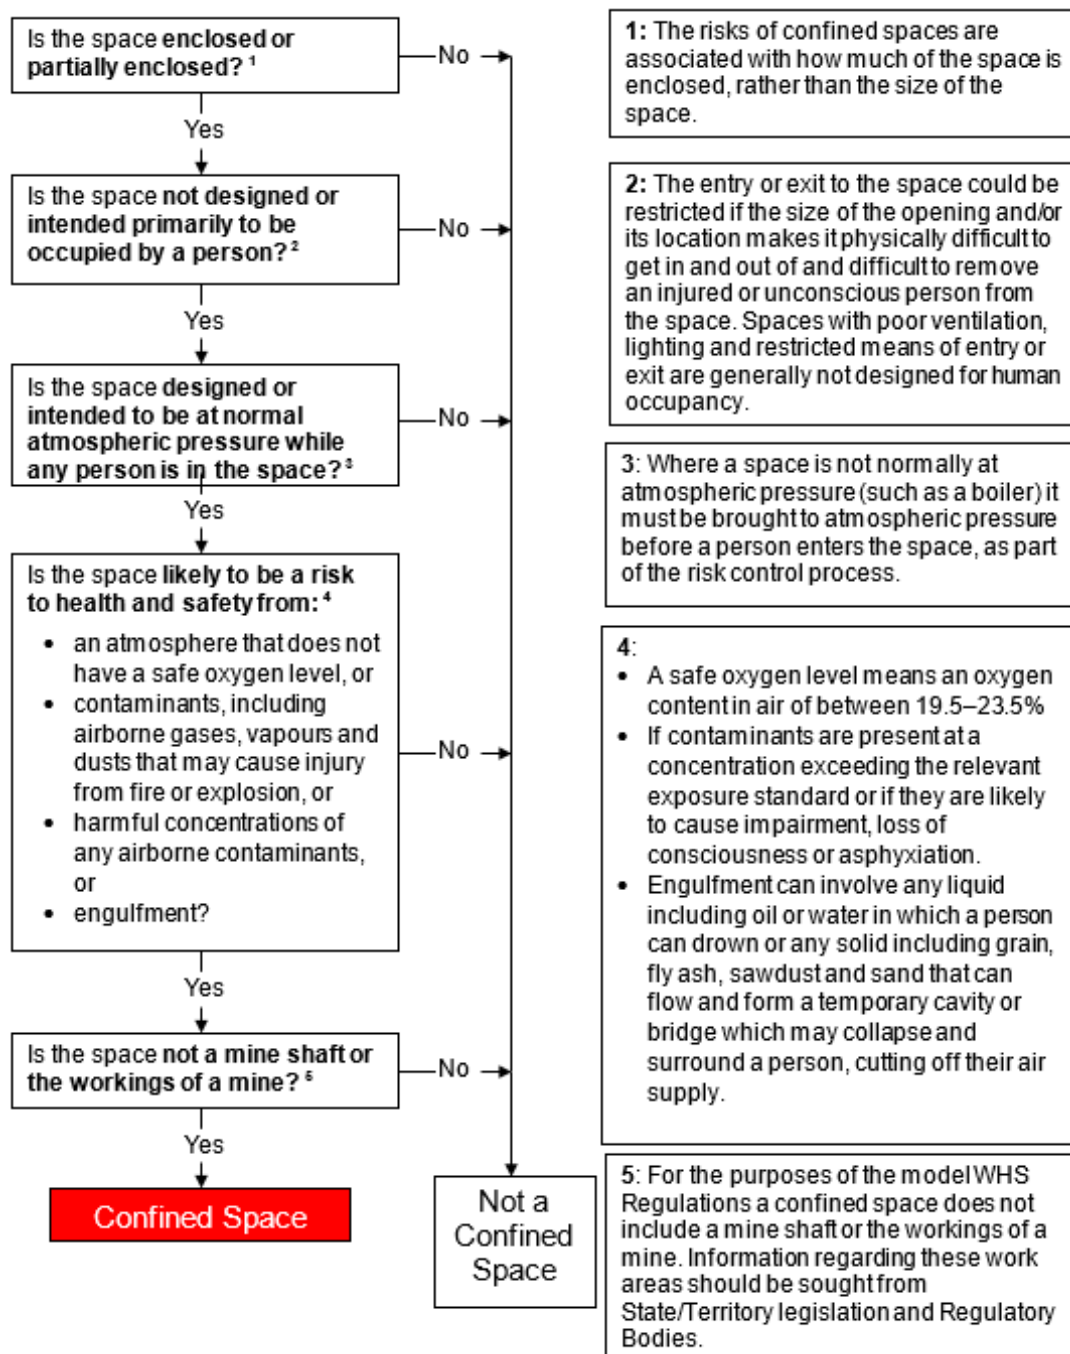 Is the space enclosed or
partially enclosed? 1
No
Yes
Is the space not designed or
intended primarily to be
occupied by a person? 2
No
Yes
Is the space designed or
intended to be at normal
atmospheric pressure while
any person is in the space? 3
No
Yes
Is the space likely to be a risk
to health and safety from: 4
• an atmosphere that does not
have a safe oxygen level, or
• contaminants, including
airborne gases, vapours and
dusts that may cause injury
from fire or explosion, or
• harmful concentrations of
any airborne contaminants,
or
• engulfment?
No
Yes
Is the space not a mine shaft or
the workings of a mine? 5
No
Yes
Confined Space
Not a
Confined
Space
1: The risks of confined spaces are
associated with how much of the space is
enclosed, rather than the size of the
space.
2: The entry or exit to the space could be
restricted if the size of the opening and/or
its location makes it physically difficult to
get in and out of and difficult to remove
an injured or unconscious person from
the space. Spaces with poor ventilation,
lighting and restricted means of entry or
exit are generally not designed for human
occupancy.
3: Where a space is not normally at
atmospheric pressure (such as a boiler) it
must be brought to atmospheric pressure
before a person enters the space, as part
of the risk control process.
4:
• A safe oxygen level means an oxygen
content in air of between 19.5–23.5%
• If contaminants are present at a
concentration exceeding the relevant
exposure standard or if they are likely
to cause impairment, loss of
consciousness or asphyxiation.
• Engulfment can involve any liquid
including oil or water in which a person
can drown or any solid including grain,
fly ash, sawdust and sand that can
flow and form a temporary cavity or
bridge which may collapse and
surround a person, cutting off their air
supply.
5: For the purposes of the model WHS
Regulations a confined space does not
include a mine shaft or the workings of a
mine. Information regarding these work
areas should be sought from
State/Territory legislation and Regulatory
Bodies.